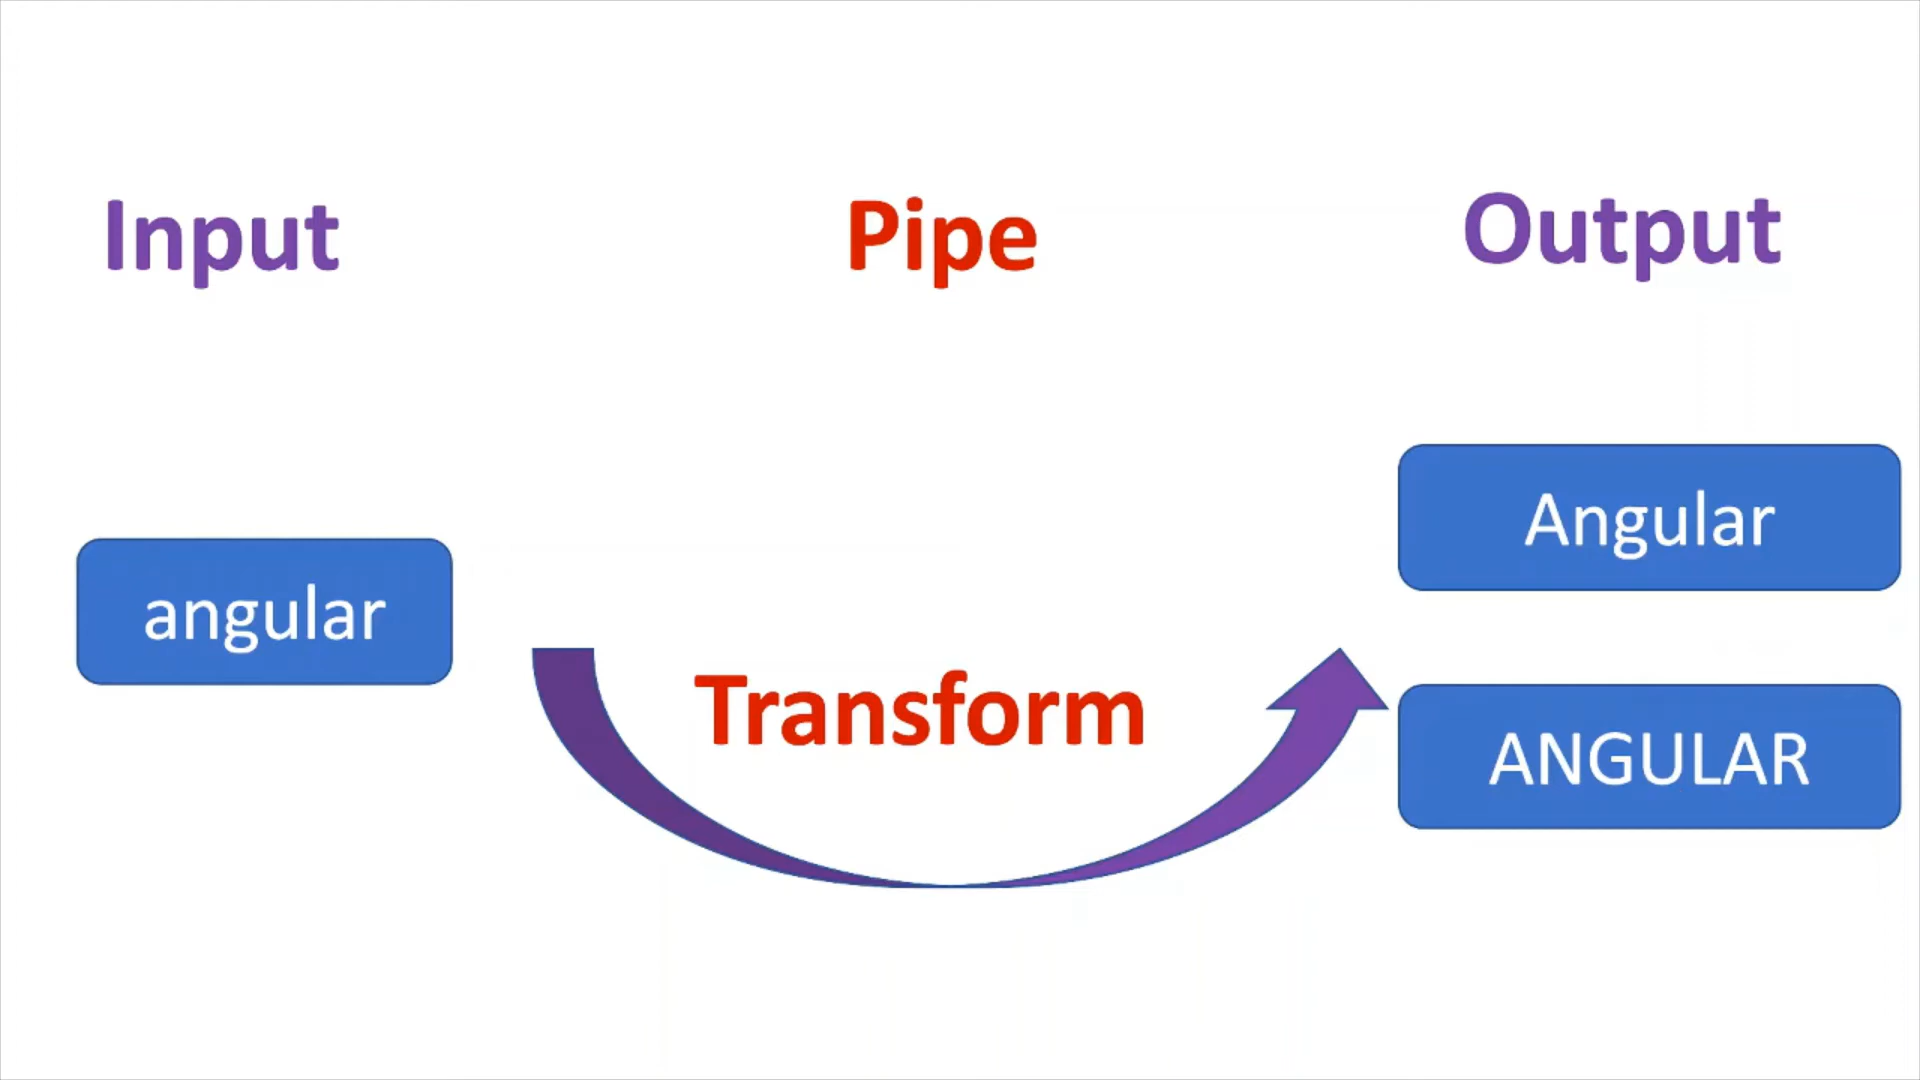 Input
Pipe
Output
angular
Transform
Angular
ANGULAR